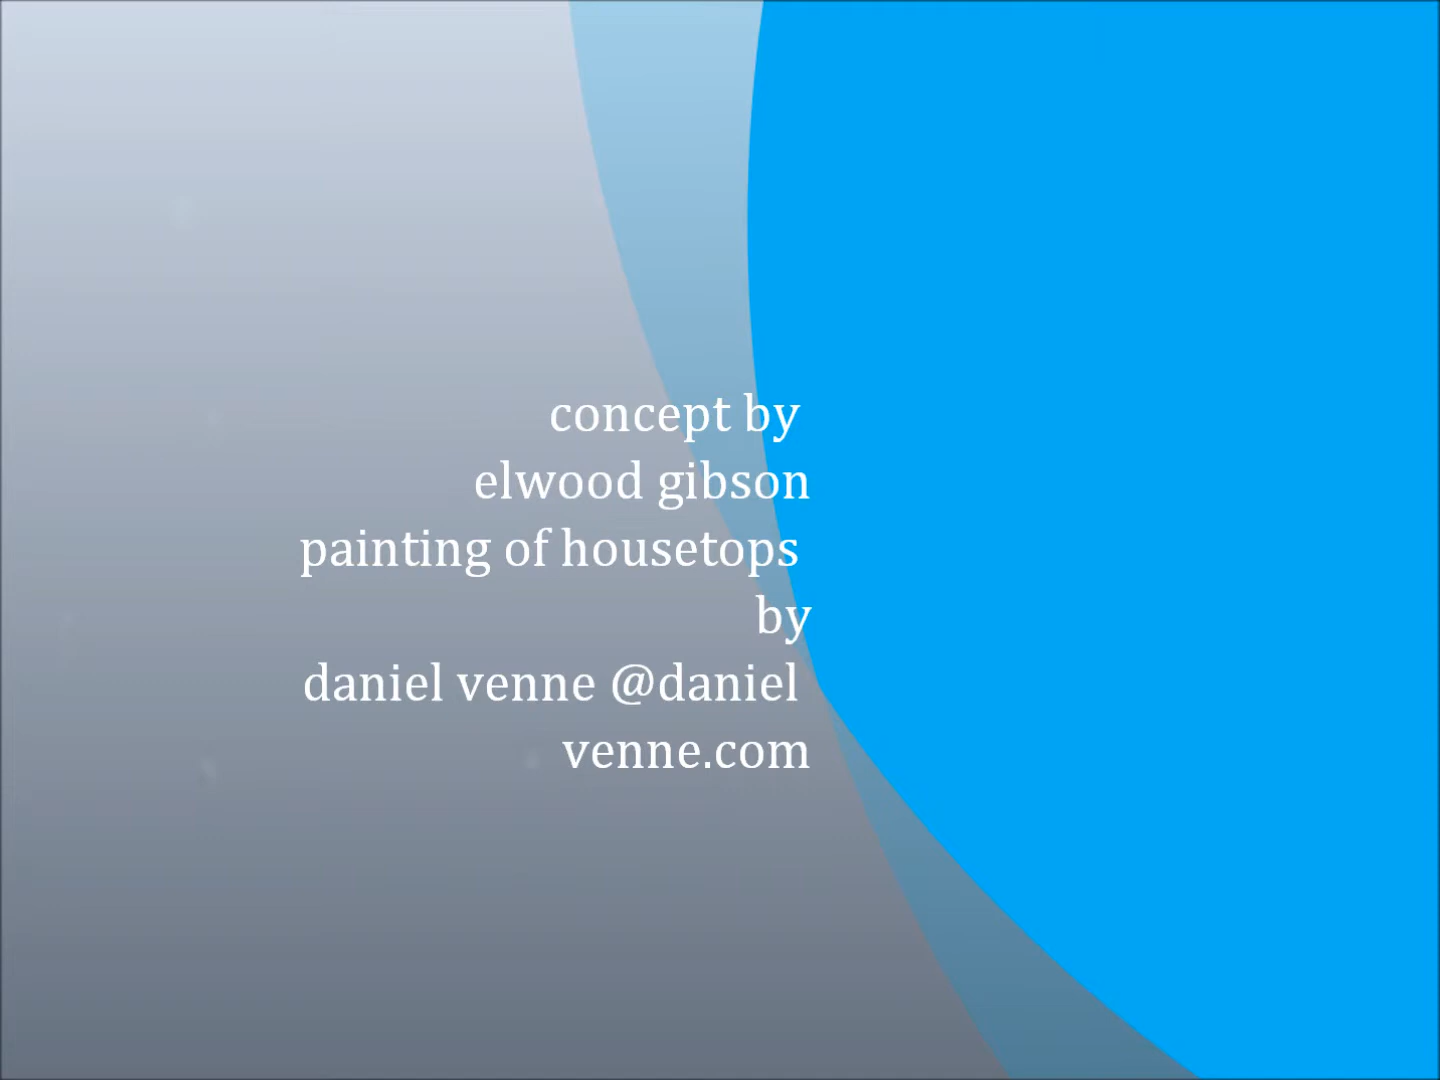 concept by
elwood gibson
painting of housetops
by
daniel venne @daniel
venne.com